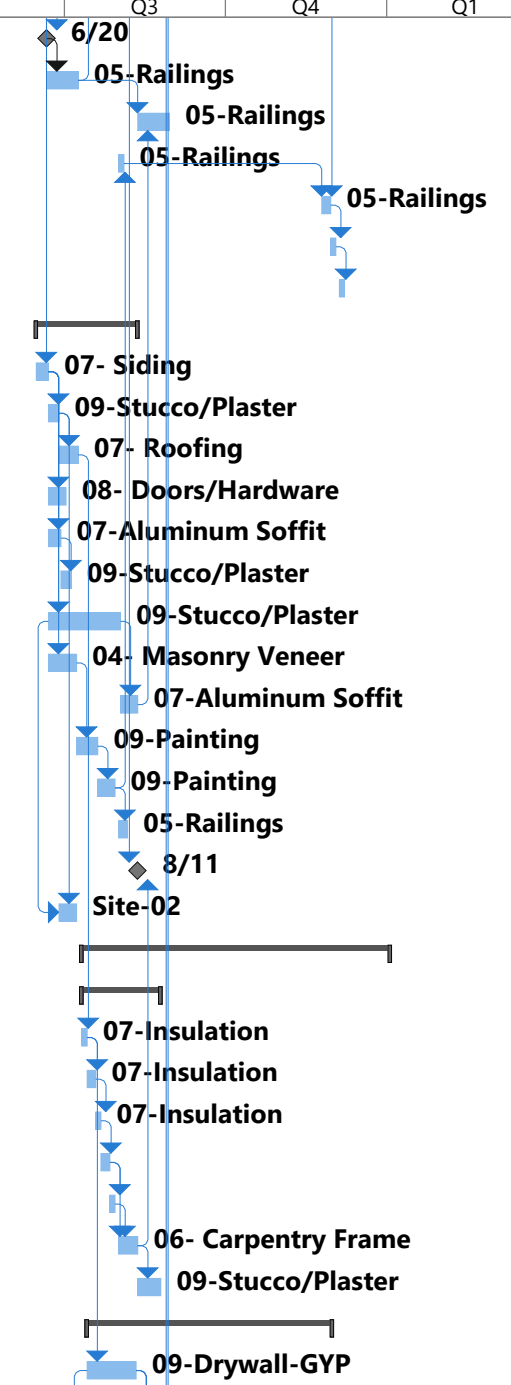 Q3 Q4 Q1
6/20
05-Railings
05-Railings
05-Railings
05-Railings
07- Siding
09-Stucco/Plaster
07- Roofing
08- Doors/Hardware
07-Aluminum Soffit
09-Stucco/Plaster
09-Stucco/Plaster
04- Masonry Veneer
07-Aluminum Soffit
09-Painting
09-Painting
05-Railings
8/11
Site-02
07-Insulation
07-Insulation
07-Insulation
06- Carpentry Frame
09-Stucco/Plaster
09-Drywall-GYP